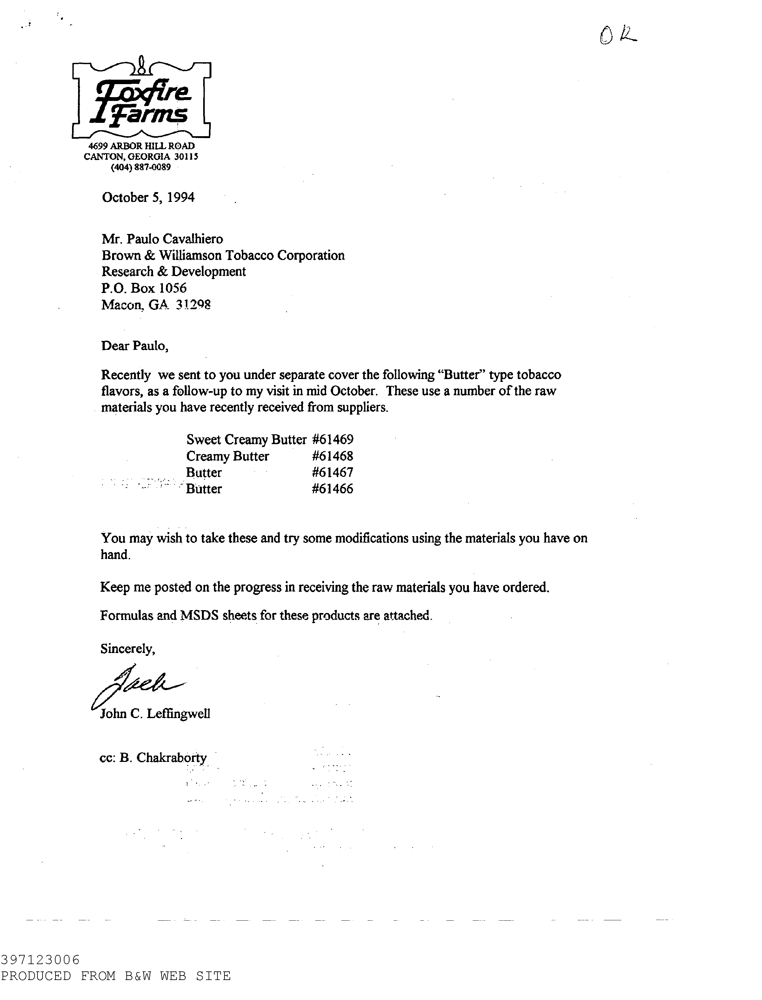 OK
Foxfire
Farms
4699 ARBOR HILL ROAD
CANTON, GEORGIA 30115
(404) 887-0089
October 5, 1994
Mr. Paulo Cavalhiero
Brown & Williamson Tobacco Corporation
Research & Development
P.O. Box 1056
Macon, GA 31298
Dear Paulo,
Recently we sent to you under separate cover the following “Butter” type tobacco
flavors, as a follow-up to my visit in mid October. These use a number of the raw
materials you have recently received from suppliers.
Sweet Creamy Butter #61469
Creamy Butter #61468
Butter #61467
Butter #61466
You may wish to take these and try some modifications using the materials you have on
hand.
Keep me posted on the progress in receiving the raw materials you have ordered.
Formulas and MSDS sheets for these products are attached.
Sincerely,
Jack
John C. Leffingwell
cc: B. Chakraborty
397123006
PRODUCED FROM B&W WEB SITE